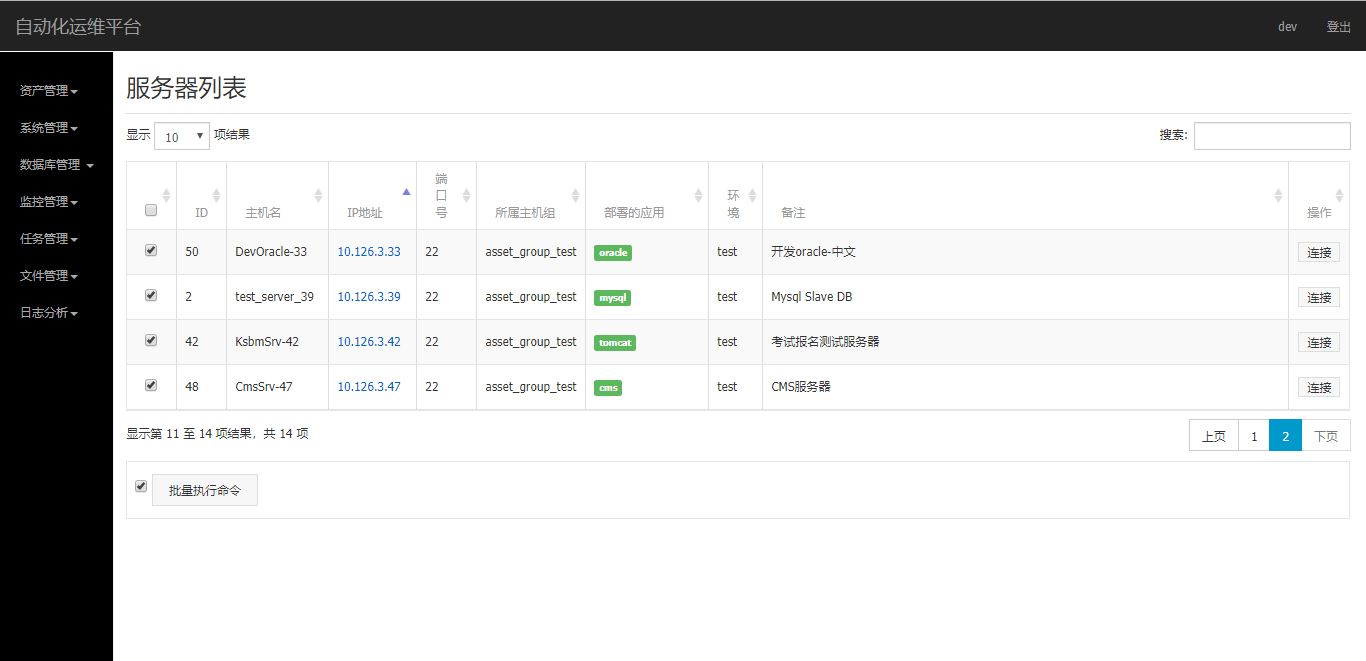 自动化运维平台 dev 登出
资产管理
系统管理
数据库管理
监控管理
任务管理
文件管理
日志分析
服务器列表
显示 10 项结果 搜索:
ID 主机名 IP地址 端口号 所属主机组 部署的应用 环境 备注 操作
50 DevOracle-33 10.126.3.33 22 asset_group_test oracle test 开发oracle-中文 连接
2 test_server_39 10.126.3.39 22 asset_group_test mysql test Mysql Slave DB 连接
42 KsbmSrv-42 10.126.3.42 22 asset_group_test tomcat test 考试报名测试服务器 连接
48 CmsSrv-47 10.126.3.47 22 asset_group_test cms test CMS服务器 连接
显示第 11 至 14 项结果，共 14 项 上页 1 2 下页
批量执行命令